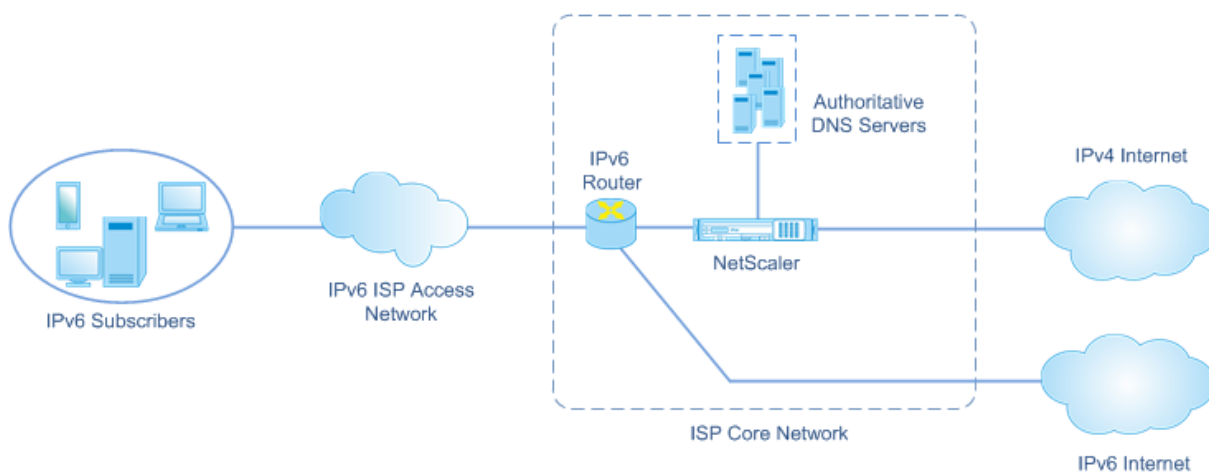 IPv6 Subscribers
IPv6 ISP Access
Network
IPv6
Router
Authoritative
DNS Servers
NetScaler
ISP Core Network
IPv4 Internet
IPv6 Internet